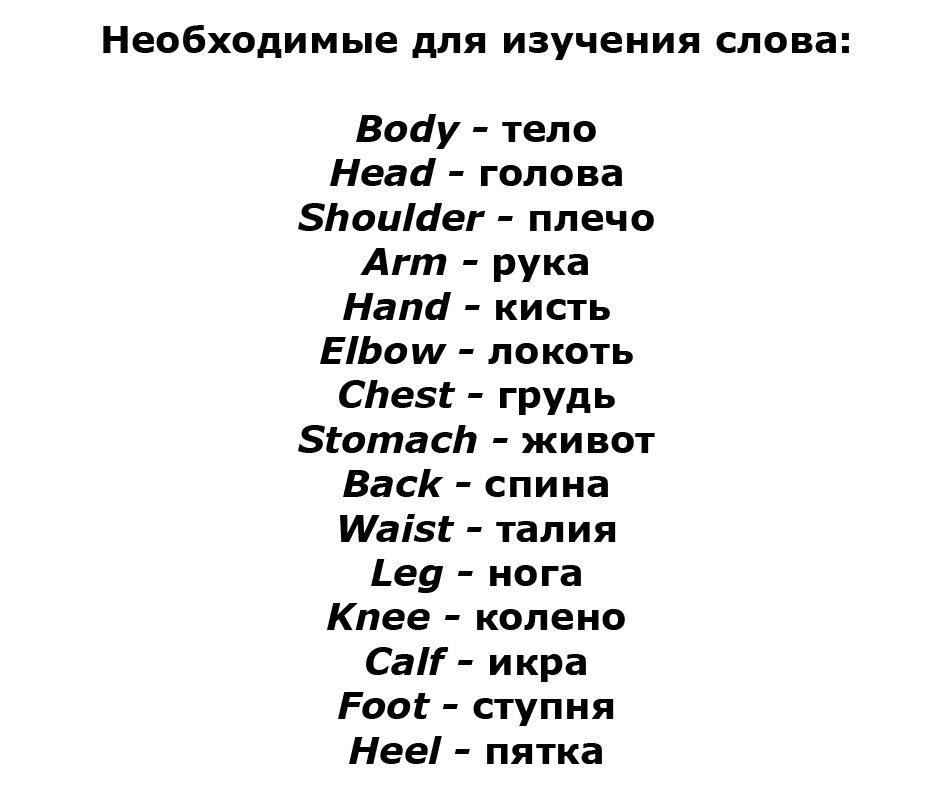 Необходимые для изучения слова:
Body - тело
Head - голова
Shoulder - плечо
Arm - рука
Hand - кисть
Elbow - локоть
Chest - грудь
Stomach - живот
Back - спина
Waist - талия
Leg - нога
Knee - колено
Calf - икра
Foot - ступня
Heel - пятка